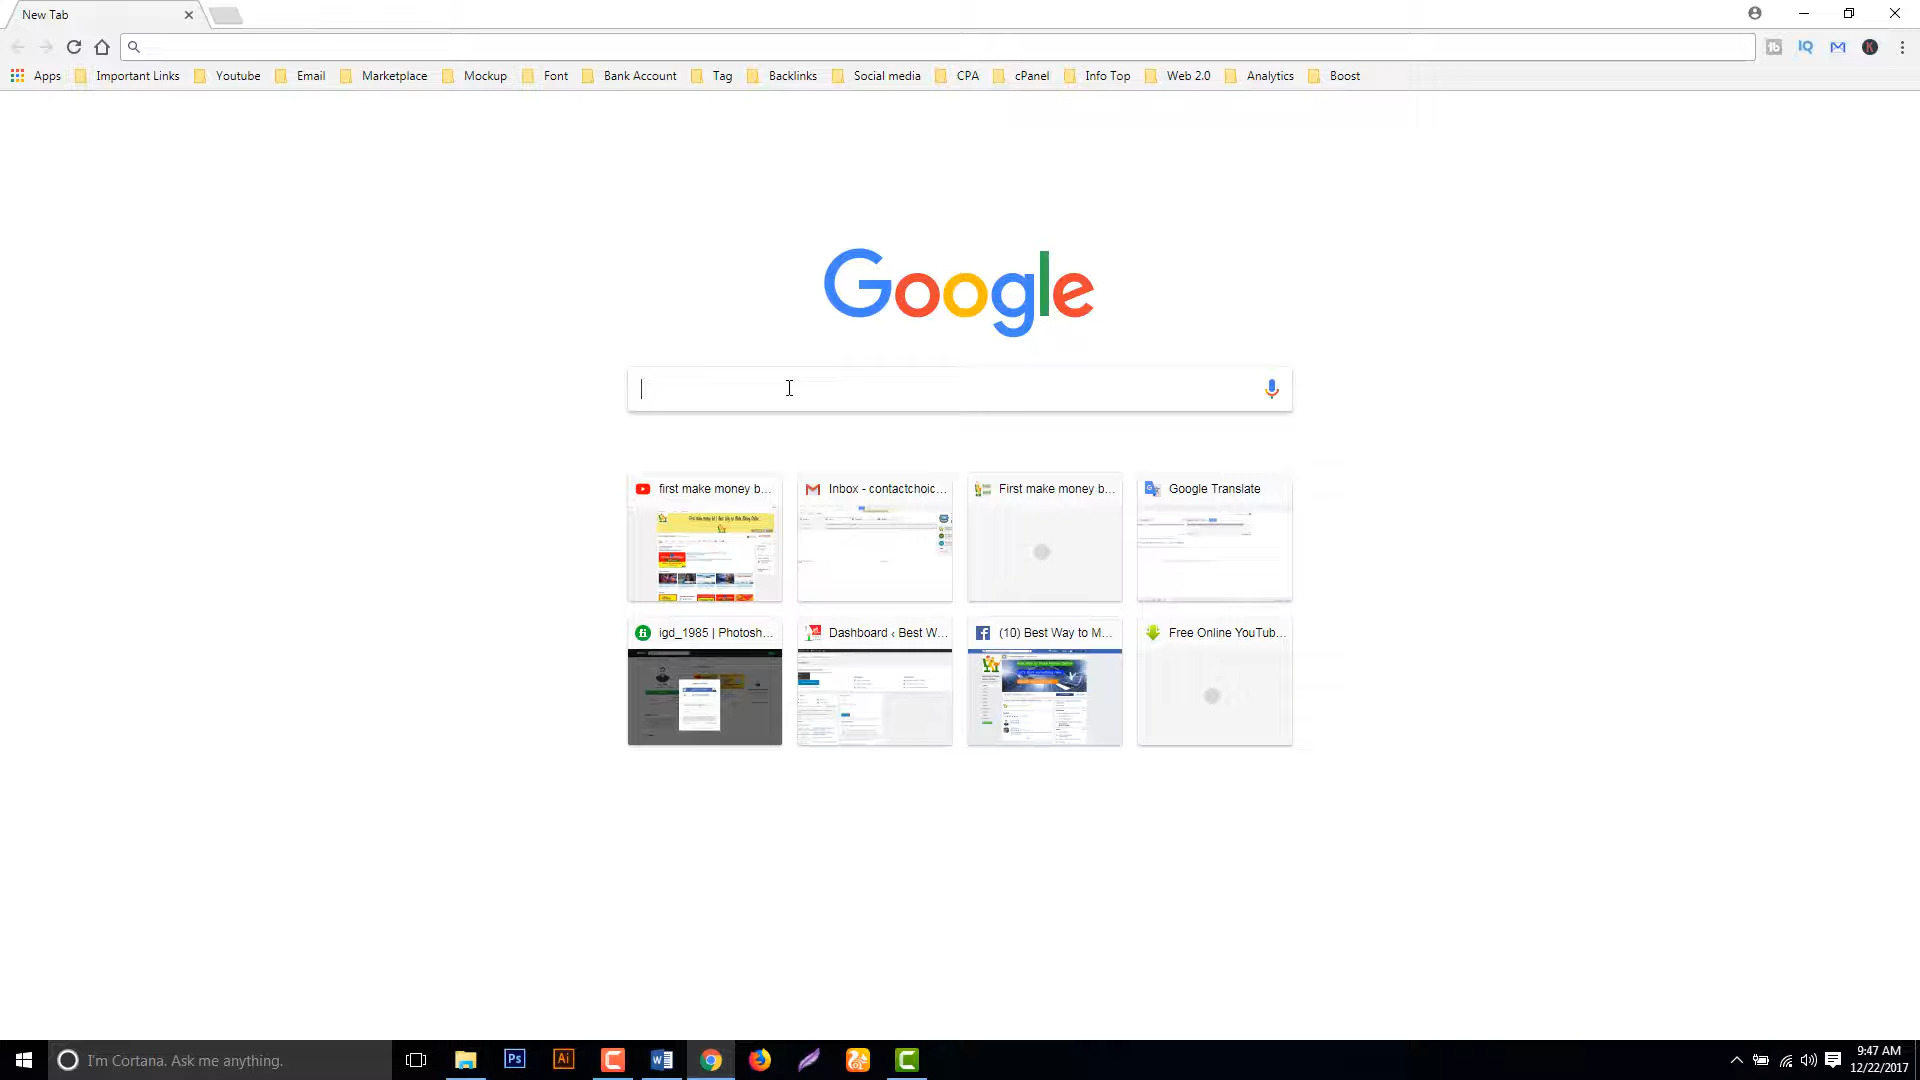 New Tab
Apps Important Links Youtube Email Marketplace Mockup Font Bank Account Tag Backlinks Social media CPA cPanel Info Top Web 2.0 Analytics Boost
Google
first make money b... Inbox - contactchoic... First make money b... Google Translate
igd_1985 | Photosh... Dashboard ‹ Best W... (10) Best Way to M... Free Online YouTub...
I'm Cortana. Ask me anything. Ps Ai 9:47 AM
12/22/2017